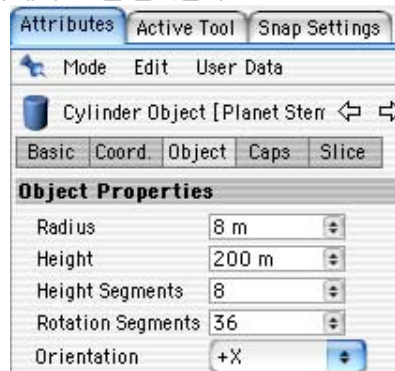 Attributes Active Tool Snap Settings
Mode Edit User Data
Cylinder Object [Planet Stem
Basic Coord. Object Caps Slice
Object Properties
Radius 8 m
Height 200 m
Height Segments 8
Rotation Segments 36
Orientation +X